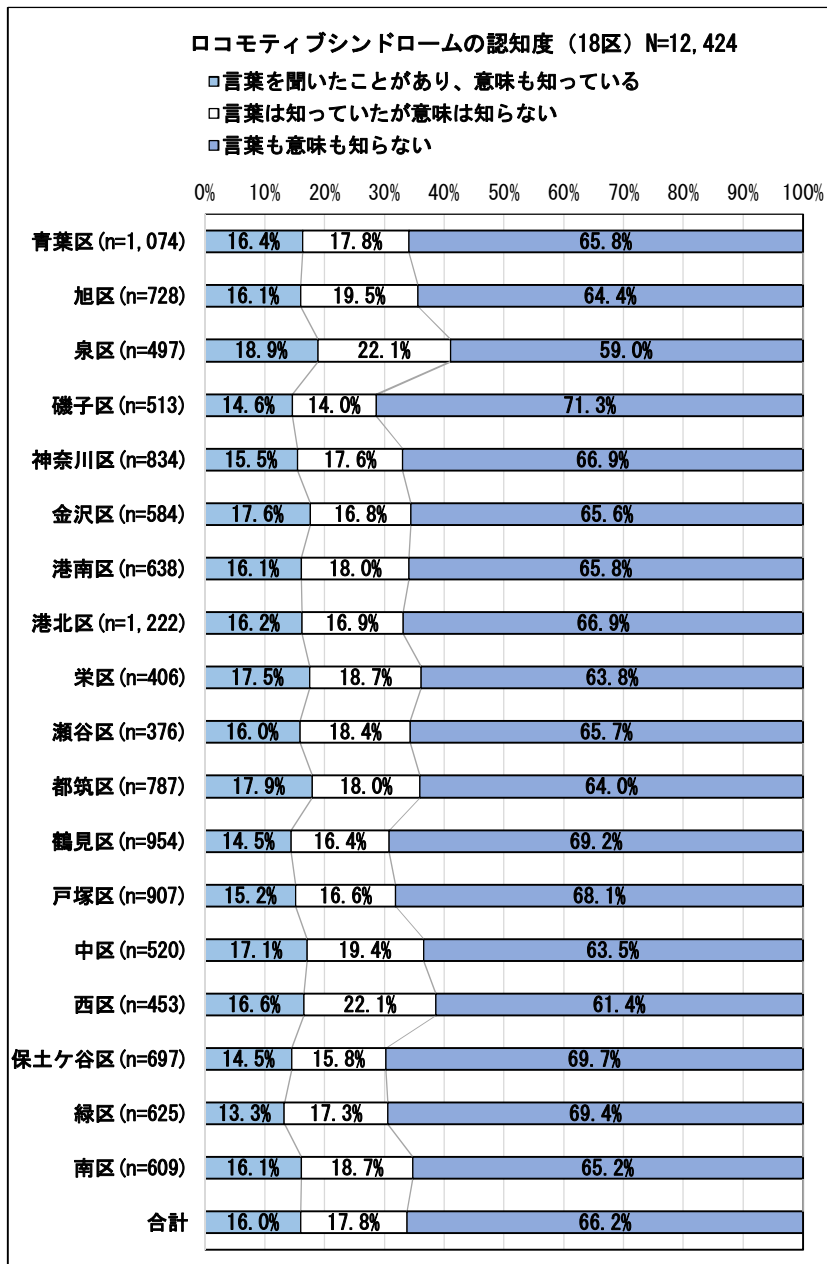 ロコモティブシンドロームの認知度（18区）N=12,424
言葉を聞いたことがあり、意味も知っている
言葉は知っていたが意味は知らない
言葉も意味も知らない
0% 10% 20% 30% 40% 50% 60% 70% 80% 90% 100%
青葉区(n=1,074) 16.4% 17.8% 65.8%
旭区(n=728) 16.1% 19.5% 64.4%
泉区(n=497) 18.9% 22.1% 59.0%
磯子区(n=513) 14.6% 14.0% 71.3%
神奈川区(n=834) 15.5% 17.6% 66.9%
金沢区(n=584) 17.6% 16.8% 65.6%
港南区(n=638) 16.1% 18.0% 65.8%
港北区(n=1,222) 16.2% 16.9% 66.9%
栄区(n=406) 17.5% 18.7% 63.8%
瀬谷区(n=376) 16.0% 18.4% 65.7%
都筑区(n=787) 17.9% 18.0% 64.0%
鶴見区(n=954) 14.5% 16.4% 69.2%
戸塚区(n=907) 15.2% 16.6% 68.1%
中区(n=520) 17.1% 19.4% 63.5%
西区(n=453) 16.6% 22.1% 61.4%
保土ケ谷区(n=697) 14.5% 15.8% 69.7%
緑区(n=625) 13.3% 17.3% 69.4%
南区(n=609) 16.1% 18.7% 65.2%
合計 16.0% 17.8% 66.2%